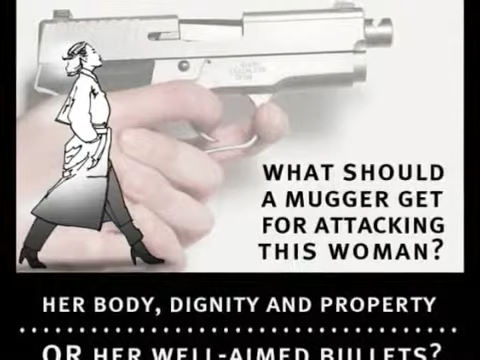 WHAT SHOULD
A MUGGER GET
FOR ATTACKING
THIS WOMAN?
HER BODY, DIGNITY AND PROPERTY
OR HER WELL-AIMED BULLETS?